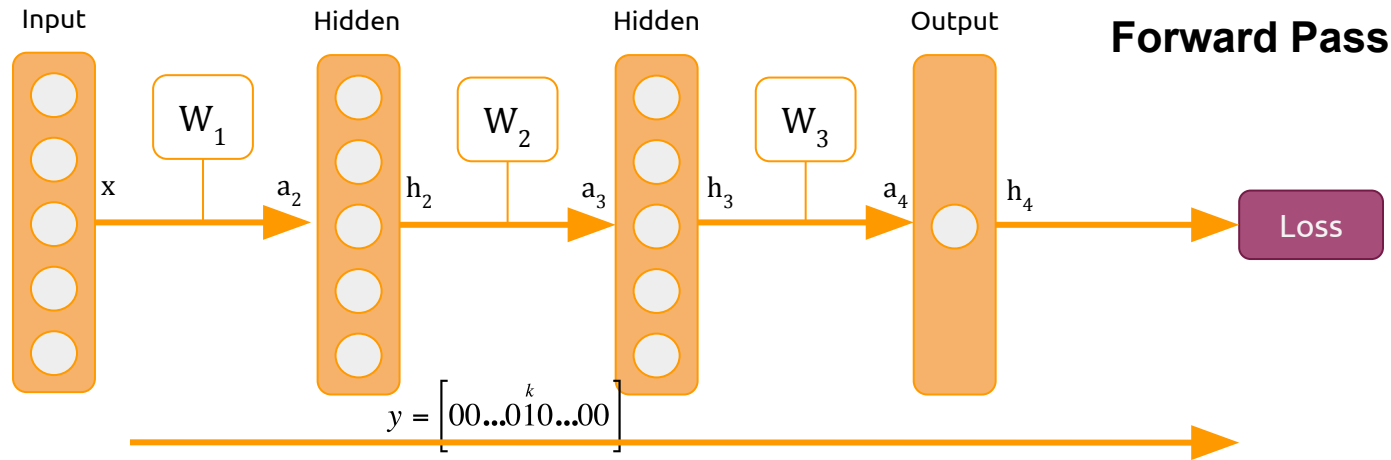 Input
Hidden
Hidden
Output
Forward Pass
W₁
W₂
W₃
x
a₂
h₂
a₃
h₃
a₄
h₄
Loss
k
y = [00...010...00]